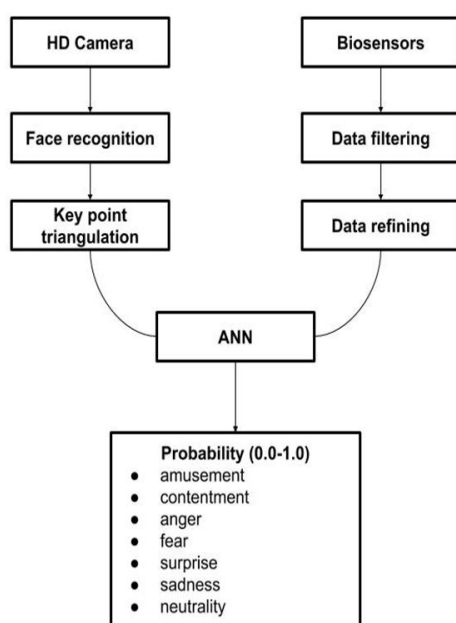 HD Camera
Face recognition
Key point
triangulation
Biosensors
Data filtering
Data refining
ANN
Probability (0.0-1.0)
● amusement
● contentment
● anger
● fear
● surprise
● sadness
● neutrality